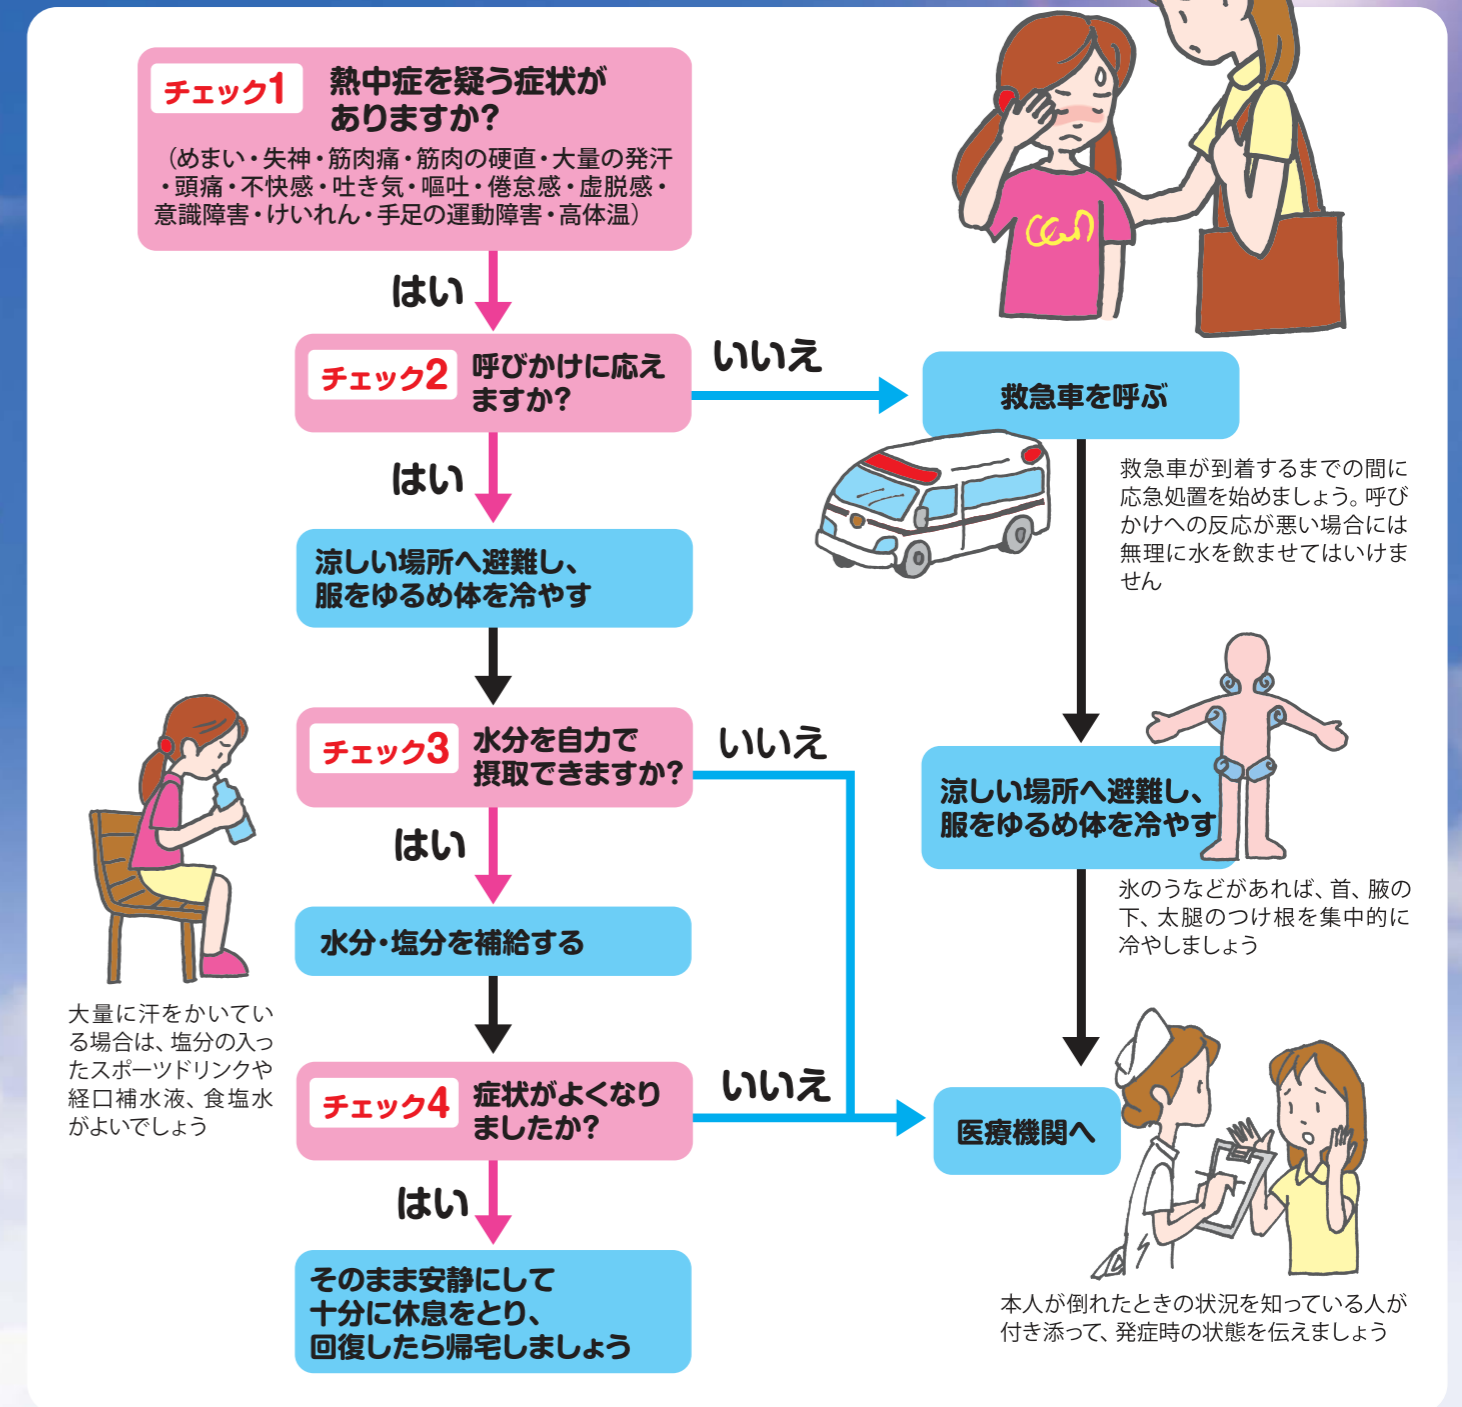 チェック1
熱中症を疑う症状が
ありますか?
（めまい・失神・筋肉痛・筋肉の硬直・大量の発汗
・頭痛・不快感・吐き気・嘔吐・倦怠感・虚脱感・
意識障害・けいれん・手足の運動障害・高体温）
はい
チェック2
呼びかけに応え
ますか?
いいえ
救急車を呼ぶ
救急車が到着するまでの間に
応急処置を始めましょう。呼び
かけへの反応が悪い場合には
無理に水を飲ませてはいけま
せん
はい
涼しい場所へ避難し、
服をゆるめ体を冷やす
チェック3
水分を自力で
摂取できますか?
いいえ
涼しい場所へ避難し、
服をゆるめ体を冷やす
氷のうなどがあれば、首、腋の
下、太腿のつけ根を集中的に
冷やしましょう
はい
水分・塩分を補給する
大量に汗をかいてい
る場合は、塩分の入っ
たスポーツドリンクや
経口補水液、食塩水
がよいでしょう
チェック4
症状がよくなり
ましたか?
いいえ
医療機関へ
はい
そのまま安静にして
十分に休息をとり、
回復したら帰宅しましょう
本人が倒れたときの状況を知っている人が
付き添って、発症時の状態を伝えましょう